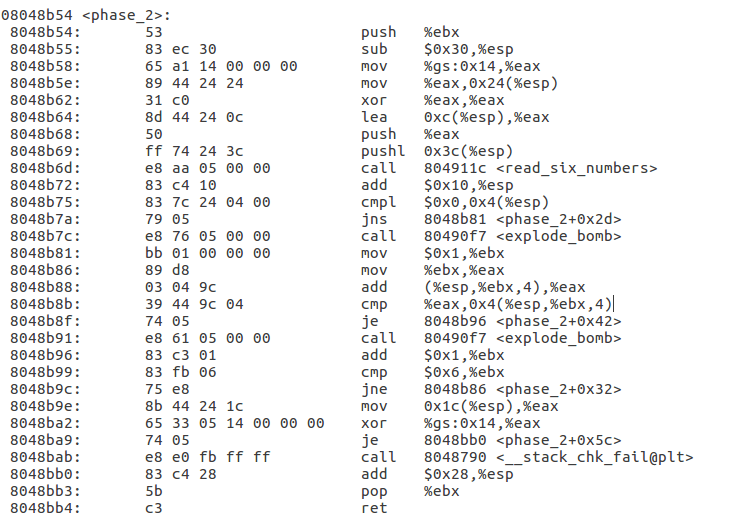 08048b54 <phase_2>:
8048b54: 53 push %ebx
8048b55: 83 ec 30 sub $0x30,%esp
8048b58: 65 a1 14 00 00 00 mov %gs:0x14,%eax
8048b5e: 89 44 24 24 mov %eax,0x24(%esp)
8048b62: 31 c0 xor %eax,%eax
8048b64: 8d 44 24 0c lea 0xc(%esp),%eax
8048b68: 50 push %eax
8048b69: ff 74 24 3c pushl 0x3c(%esp)
8048b6d: e8 aa 05 00 00 call 804911c <read_six_numbers>
8048b72: 83 c4 10 add $0x10,%esp
8048b75: 83 7c 24 04 00 cmpl $0x0,0x4(%esp)
8048b7a: 79 05 jns 8048b81 <phase_2+0x2d>
8048b7c: e8 76 05 00 00 call 80490f7 <explode_bomb>
8048b81: bb 01 00 00 00 mov $0x1,%ebx
8048b86: 89 d8 mov %ebx,%eax
8048b88: 03 04 9c add (%esp,%ebx,4),%eax
8048b8b: 39 44 9c 04 cmp %eax,0x4(%esp,%ebx,4)
8048b8f: 74 05 je 8048b96 <phase_2+0x42>
8048b91: e8 61 05 00 00 call 80490f7 <explode_bomb>
8048b96: 83 c3 01 add $0x1,%ebx
8048b99: 83 fb 06 cmp $0x6,%ebx
8048b9c: 75 e8 jne 8048b86 <phase_2+0x32>
8048b9e: 8b 44 24 1c mov 0x1c(%esp),%eax
8048ba2: 65 33 05 14 00 00 00 xor %gs:0x14,%eax
8048ba9: 74 05 je 8048bb0 <phase_2+0x5c>
8048bab: e8 e0 fb ff ff call 8048790 <__stack_chk_fail@plt>
8048bb0: 83 c4 28 add $0x28,%esp
8048bb3: 5b pop %ebx
8048bb4: c3 ret